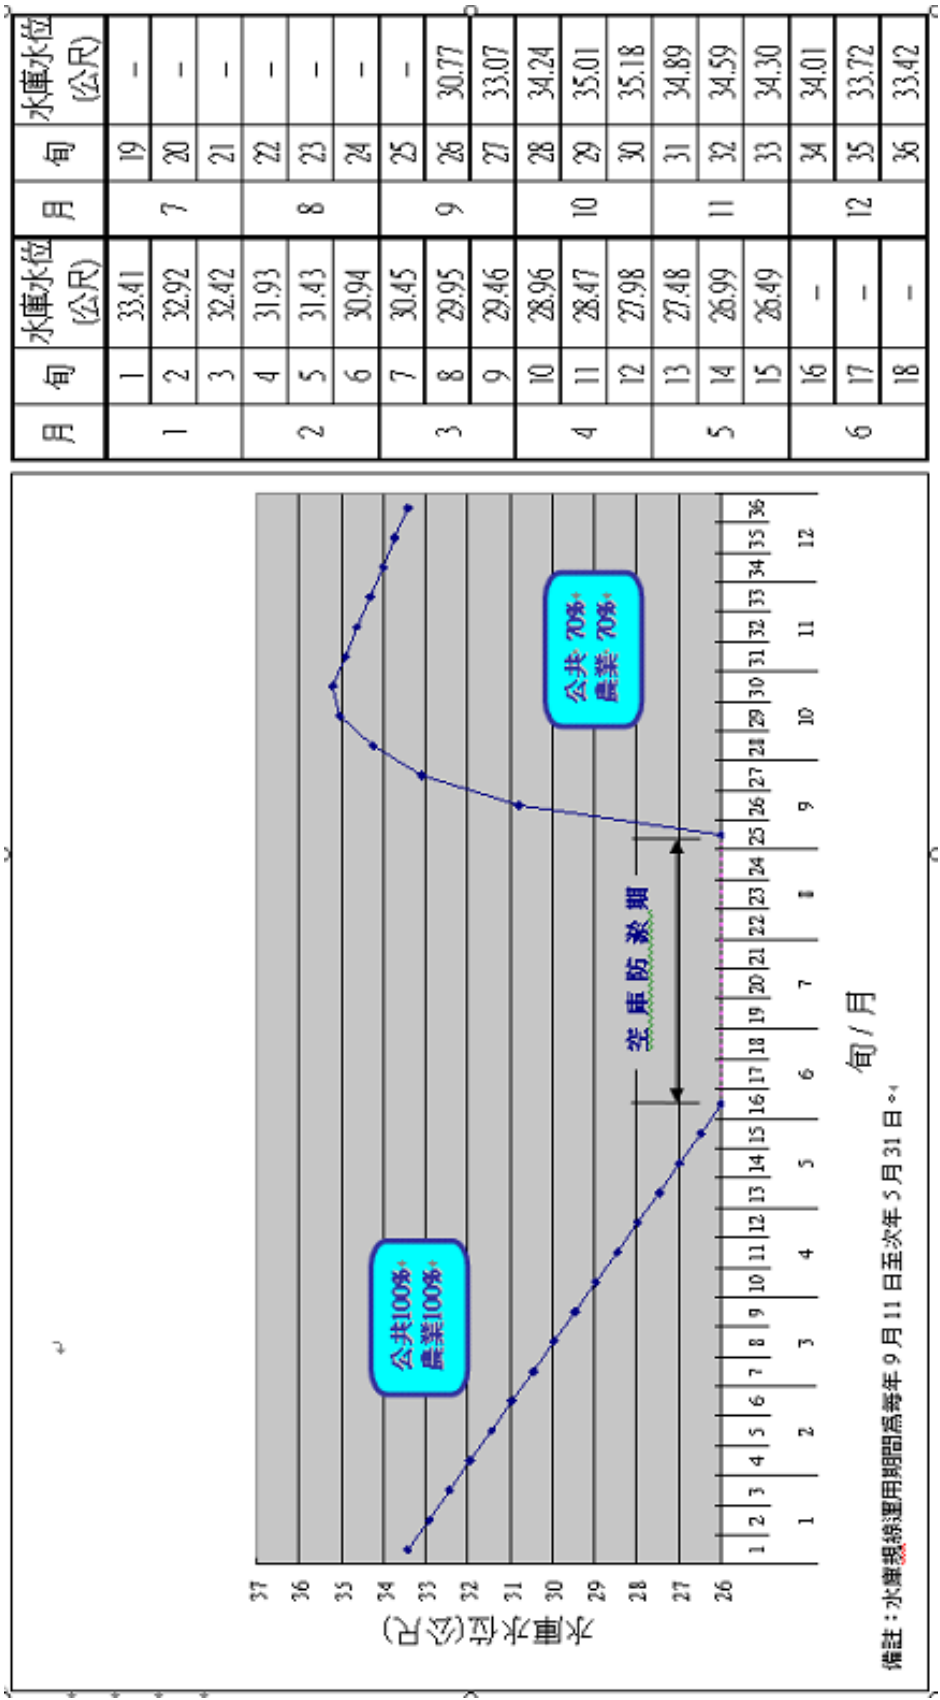 水庫水位(公尺)
37
36
35
34
33
32
31
30
29
28
27
26
公共100%
農業100%
空庫防淤期
公共 70%
農業 70%
1 2 3 4 5 6 7 8 9 10 11 12 13 14 15 16 17 18 19 20 21 22 23 24 25 26 27 28 29 30 31 32 33 34 35 36
1 2 3 4 5 6 7 8 9 10 11 12
旬/月
備註：水庫規線運用期間為每年9月11日至次年5月31日。
月 旬 水庫水位(公尺) 月 旬 水庫水位(公尺)
1 1 33.41 7 19 –
2 32.92 20 –
3 32.42 21 –
2 4 31.93 8 22 –
5 31.43 23 –
6 30.94 24 –
3 7 30.45 9 25 –
8 29.95 26 30.77
9 29.46 27 33.07
4 10 28.96 10 28 34.24
11 28.47 29 35.01
12 27.98 30 35.18
5 13 27.48 11 31 34.89
14 26.99 32 34.59
15 26.49 33 34.30
6 16 – 12 34 34.01
17 – 35 33.72
18 – 36 33.42